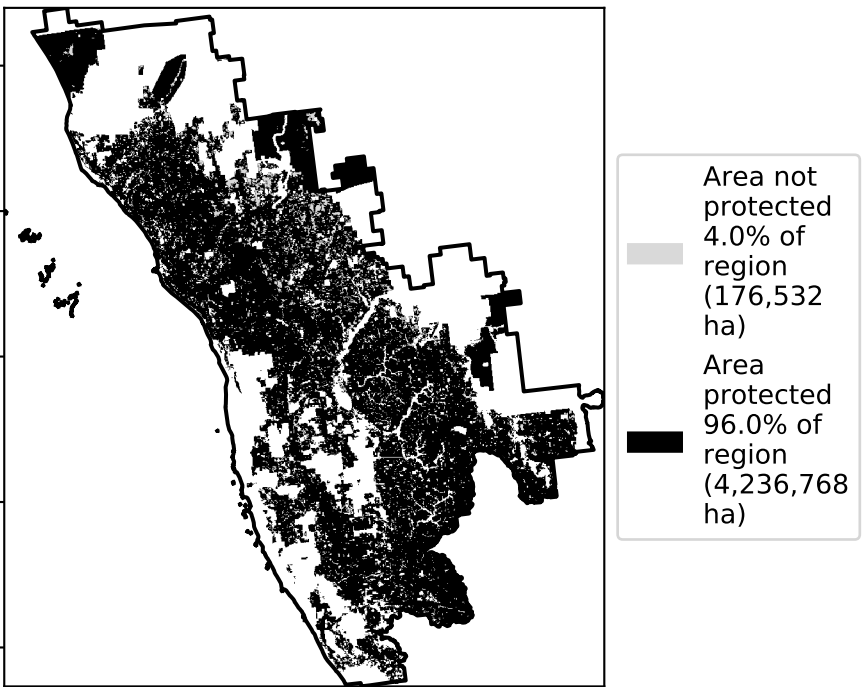 Area not
protected
4.0% of
region
(176,532
ha)
Area
protected
96.0% of
region
(4,236,768
ha)